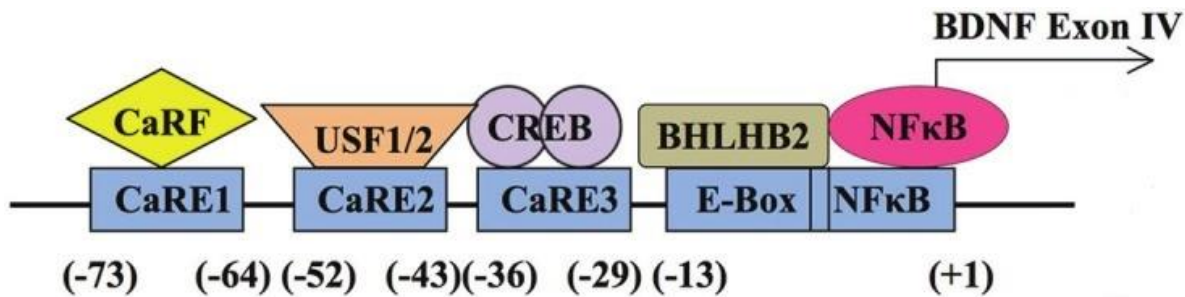 BDNF Exon IV
CaRF USF1/2 CREB BHLHB2 NFκB
CaRE1 CaRE2 CaRE3 E-Box NFκB
(-73) (-64) (-52) (-43) (-36) (-29) (-13) (+1)